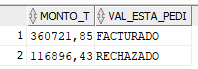 MONTO_T VAL_ESTA_PEDI
1 360721,85 FACTURADO
2 116896,43 RECHAZADO